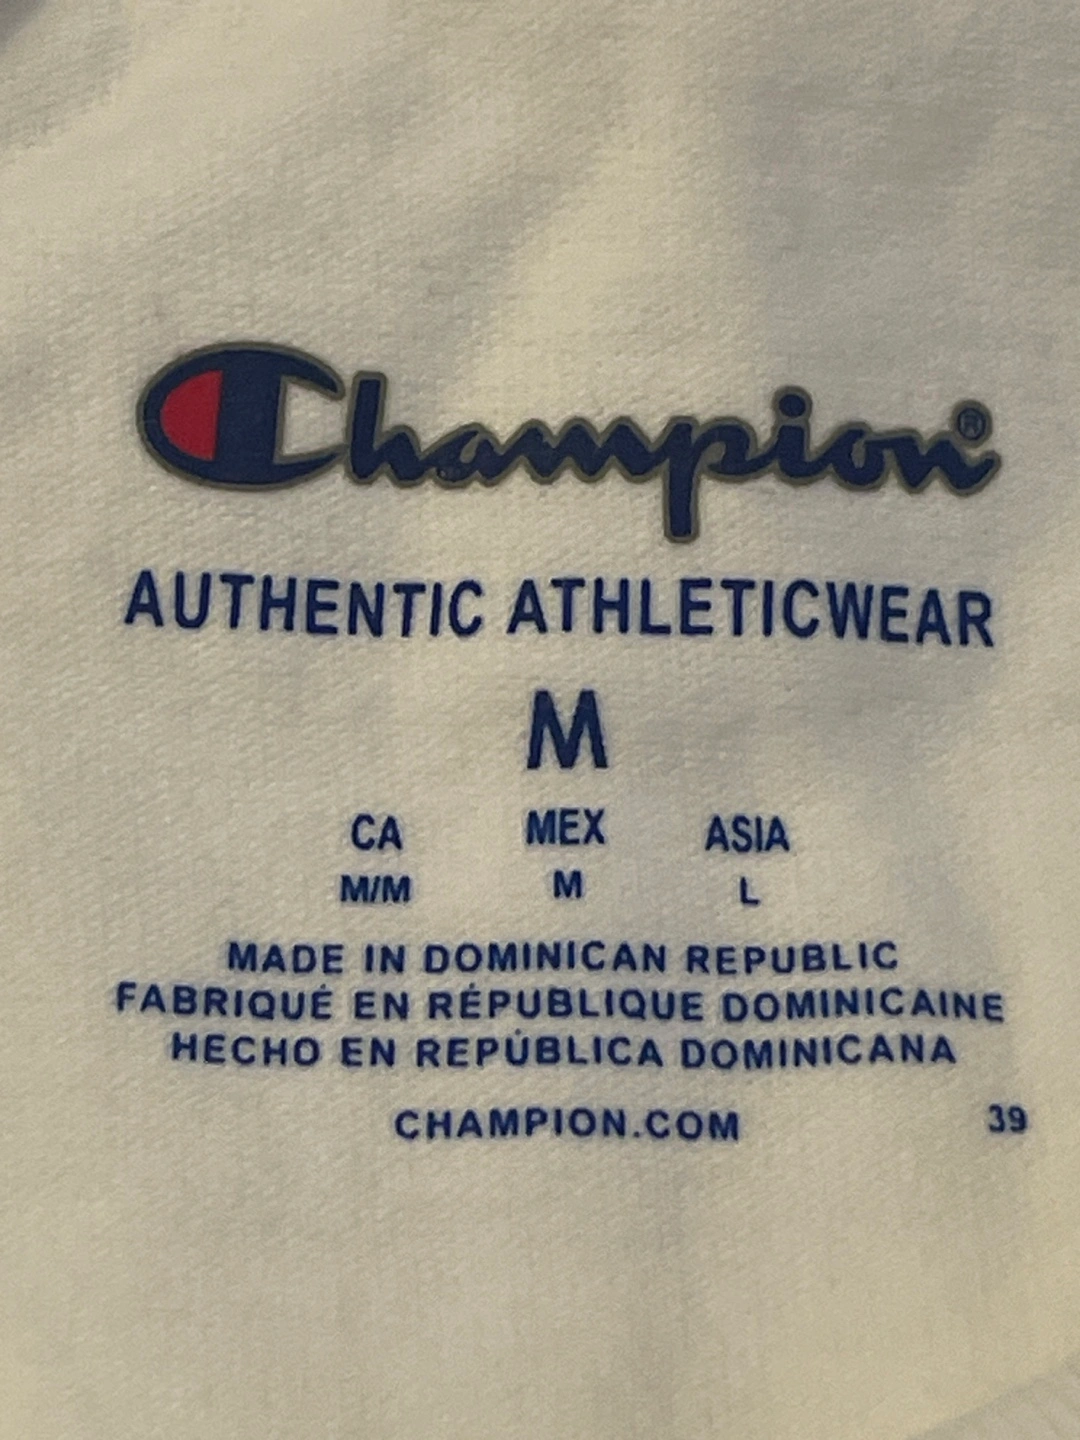 Champion®
AUTHENTIC ATHLETICWEAR
M
CA MEX ASIA
M/M M L
MADE IN DOMINICAN REPUBLIC
FABRIQUÉ EN RÉPUBLIQUE DOMINICAINE
HECHO EN REPÚBLICA DOMINICANA
CHAMPION.COM 39